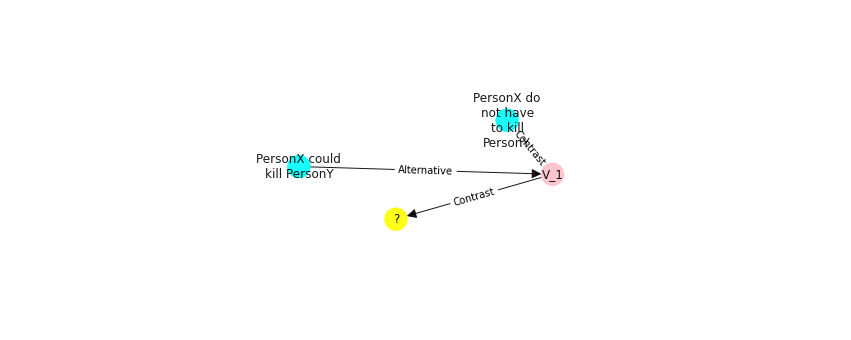 PersonX do
not have
to kill
PersonY
Contrast
PersonX could
kill PersonY
Alternative
V_1
Contrast
?